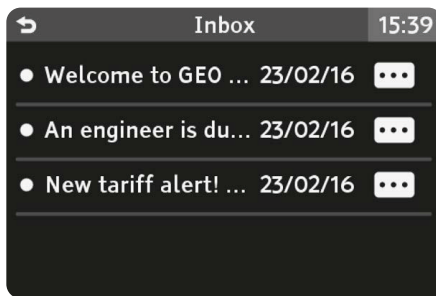 Inbox 15:39
Welcome to GEO ... 23/02/16
An engineer is du... 23/02/16
New tariff alert! ... 23/02/16